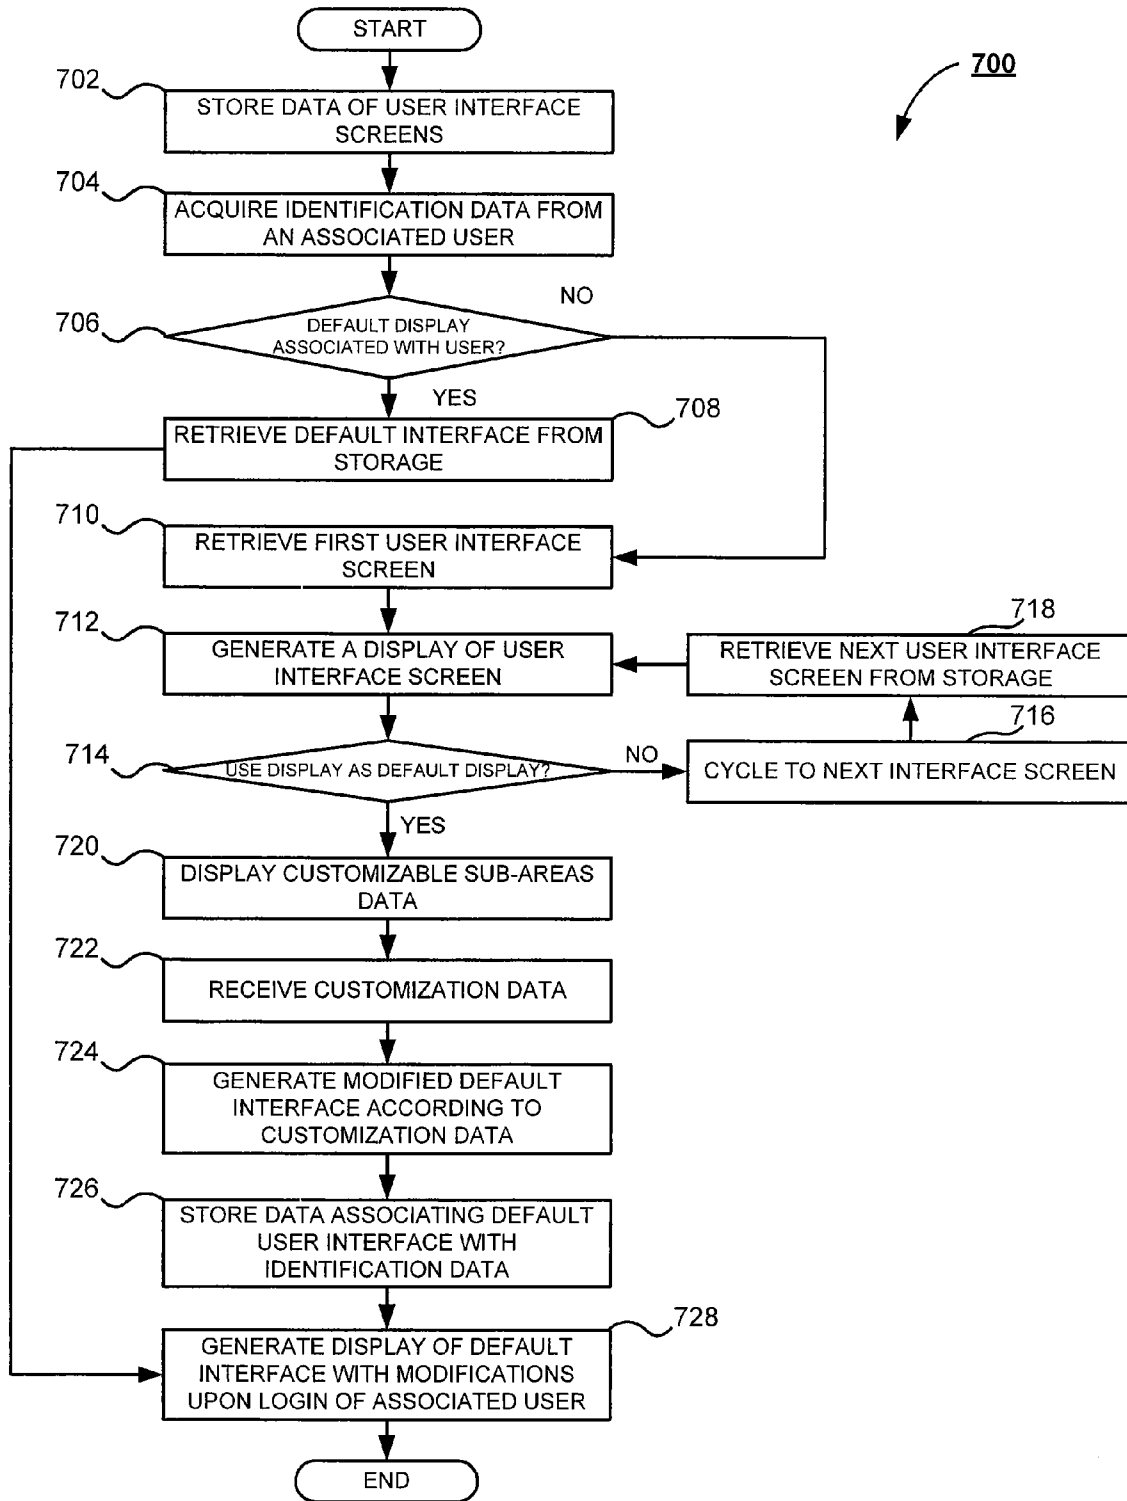 START
700
702
STORE DATA OF USER INTERFACE
SCREENS
704
ACQUIRE IDENTIFICATION DATA FROM
AN ASSOCIATED USER
NO
706
DEFAULT DISPLAY
ASSOCIATED WITH USER?
YES
708
RETRIEVE DEFAULT INTERFACE FROM
STORAGE
710
RETRIEVE FIRST USER INTERFACE
SCREEN
712
GENERATE A DISPLAY OF USER
INTERFACE SCREEN
718
RETRIEVE NEXT USER INTERFACE
SCREEN FROM STORAGE
716
CYCLE TO NEXT INTERFACE SCREEN
714
USE DISPLAY AS DEFAULT DISPLAY?
NO
YES
720
DISPLAY CUSTOMIZABLE SUB-AREAS
DATA
722
RECEIVE CUSTOMIZATION DATA
724
GENERATE MODIFIED DEFAULT
INTERFACE ACCORDING TO
CUSTOMIZATION DATA
726
STORE DATA ASSOCIATING DEFAULT
USER INTERFACE WITH
IDENTIFICATION DATA
728
GENERATE DISPLAY OF DEFAULT
INTERFACE WITH MODIFICATIONS
UPON LOGIN OF ASSOCIATED USER
END